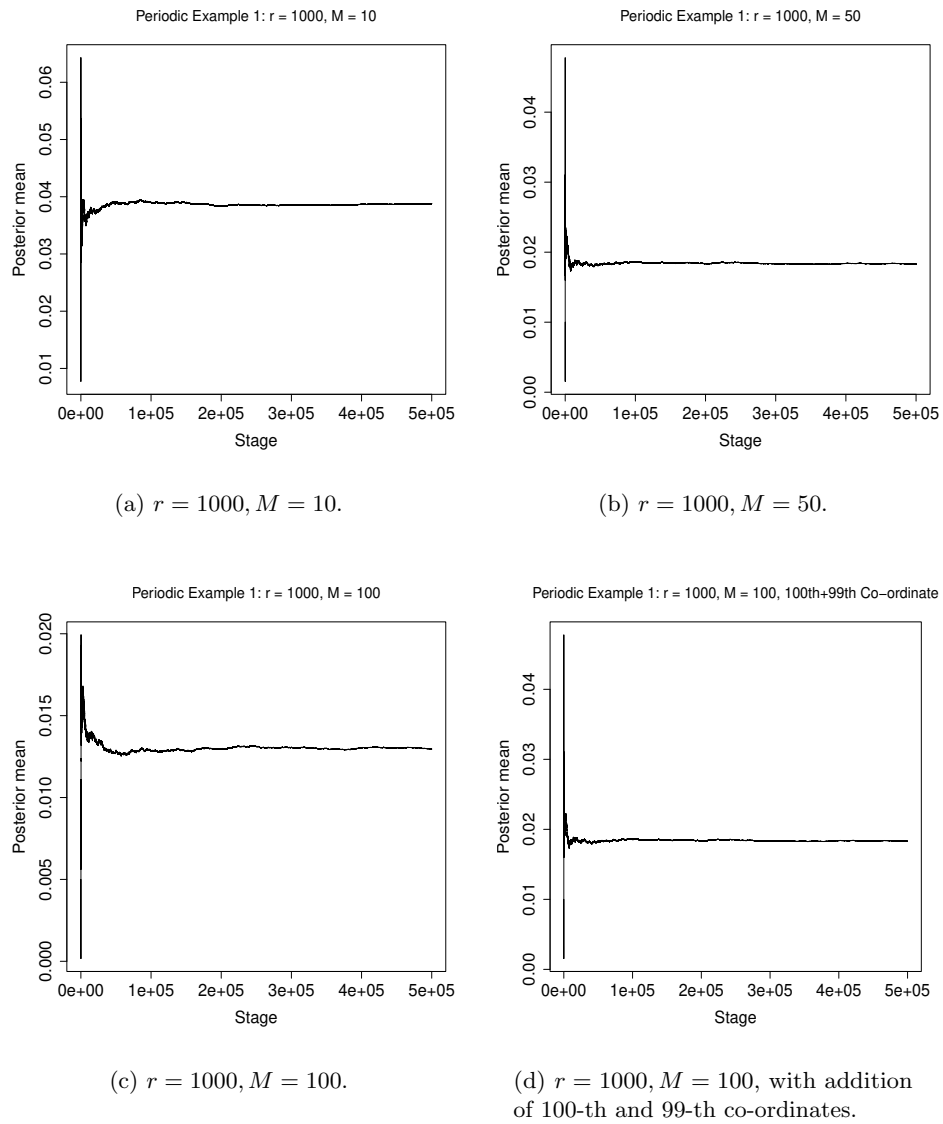 Periodic Example 1: r = 1000, M = 10
Posterior mean
0.06
0.05
0.04
0.03
0.02
0.01
0e+00 1e+05 2e+05 3e+05 4e+05 5e+05
Stage
(a) r = 1000, M = 10.
Periodic Example 1: r = 1000, M = 50
Posterior mean
0.04
0.03
0.02
0.01
0.00
0e+00 1e+05 2e+05 3e+05 4e+05 5e+05
Stage
(b) r = 1000, M = 50.
Periodic Example 1: r = 1000, M = 100
Posterior mean
0.020
0.015
0.010
0.005
0.000
0e+00 1e+05 2e+05 3e+05 4e+05 5e+05
Stage
(c) r = 1000, M = 100.
Periodic Example 1: r = 1000, M = 100, 100th+99th Co−ordinate
Posterior mean
0.04
0.03
0.02
0.01
0.00
0e+00 1e+05 2e+05 3e+05 4e+05 5e+05
Stage
(d) r = 1000, M = 100, with addition
of 100-th and 99-th co-ordinates.